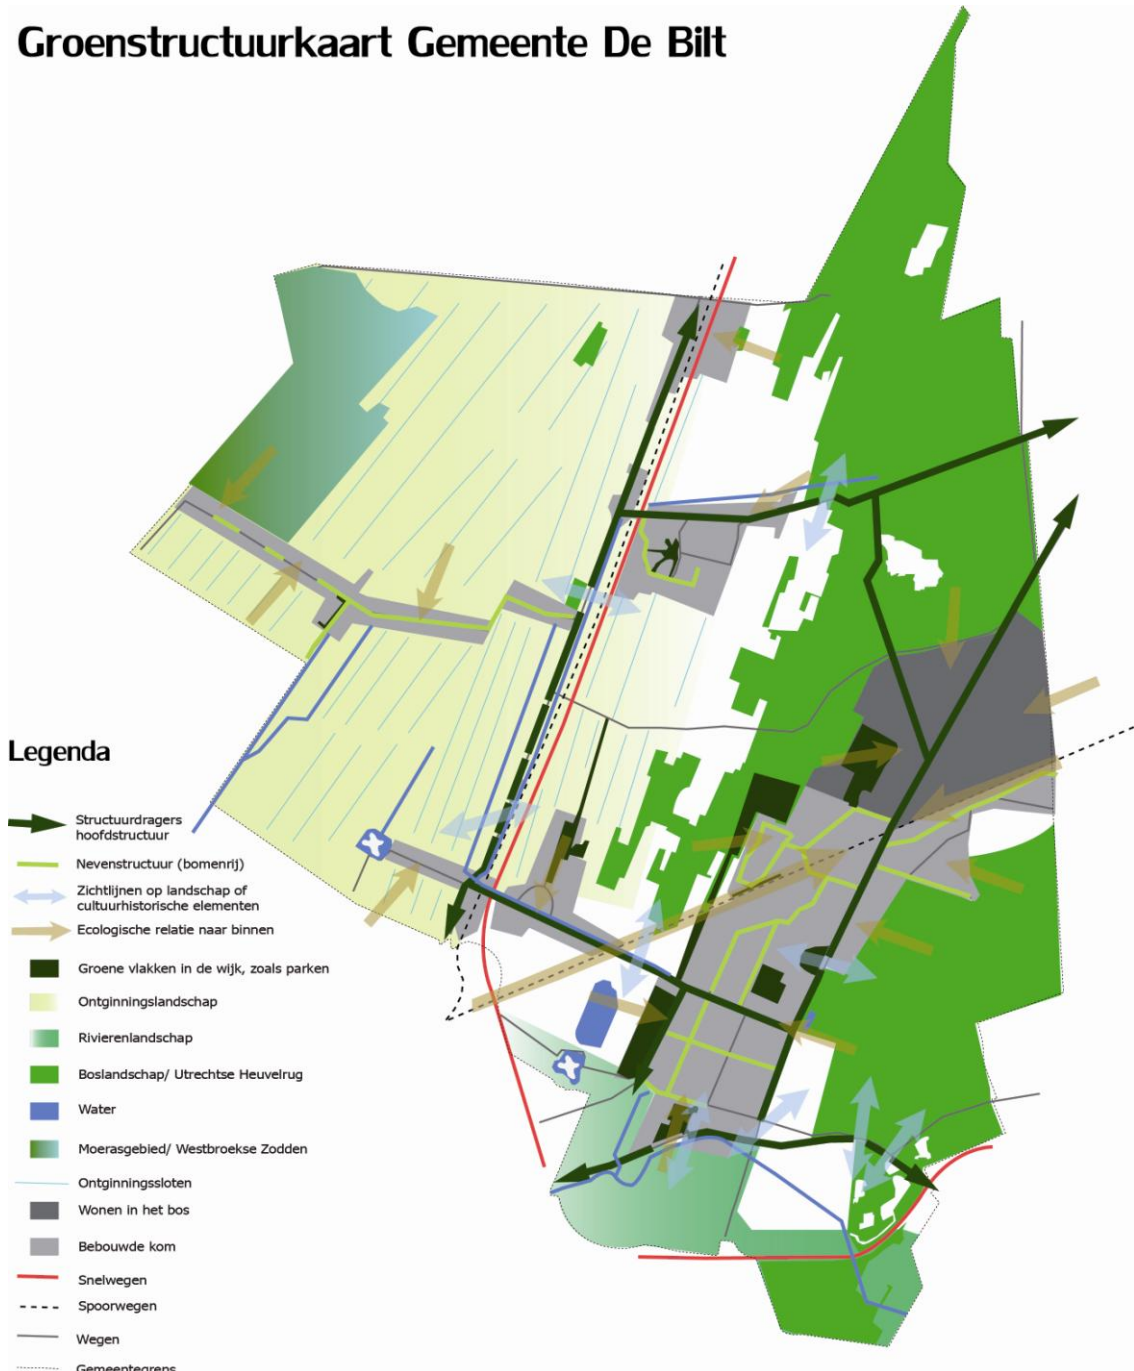 Groenstructuurkaart Gemeente De Bilt
Legenda
Structuurdragers
hoofdstructuur
Nevenstructuur (bomenrij)
Zichtlijnen op landschap of
cultuurhistorische elementen
Ecologische relatie naar binnen
Groene vlakken in de wijk, zoals parken
Ontginningslandschap
Rivierenlandschap
Boslandschap/ Utrechtse Heuvelrug
Water
Moerasgebied/ Westbroekse Zodden
Ontginningssloten
Wonen in het bos
Bebouwde kom
Snelwegen
Spoorwegen
Wegen
Gemeentegrens